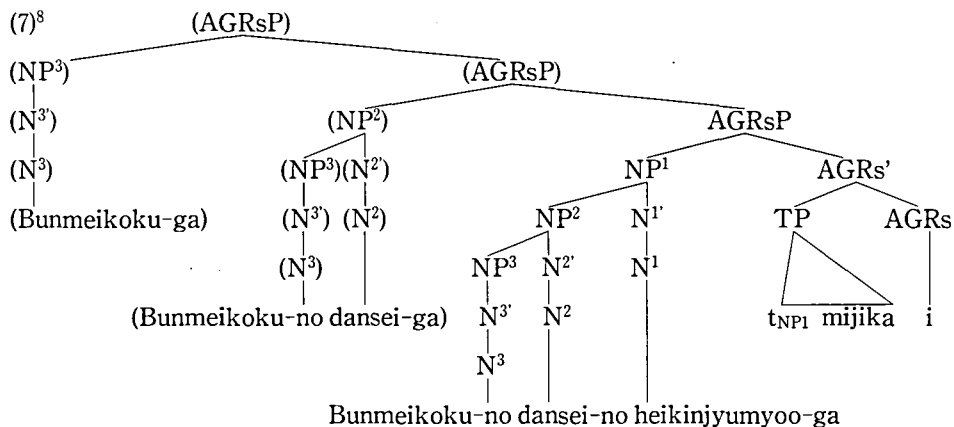 (7)⁸ (AGRsP)
(NP³) (AGRsP)
(N³') (NP²) AGRsP
(N³) (NP³)(N²') NP¹ AGRs'
(Bunmeikoku-ga) (N³') (N²) NP² N¹' TP AGRs
(N³) NP³ N²' N¹
(Bunmeikoku-no dansei-ga) N³' N² tNP1 mijika i
N³
Bunmeikoku-no dansei-no heikinjyumyoo-ga